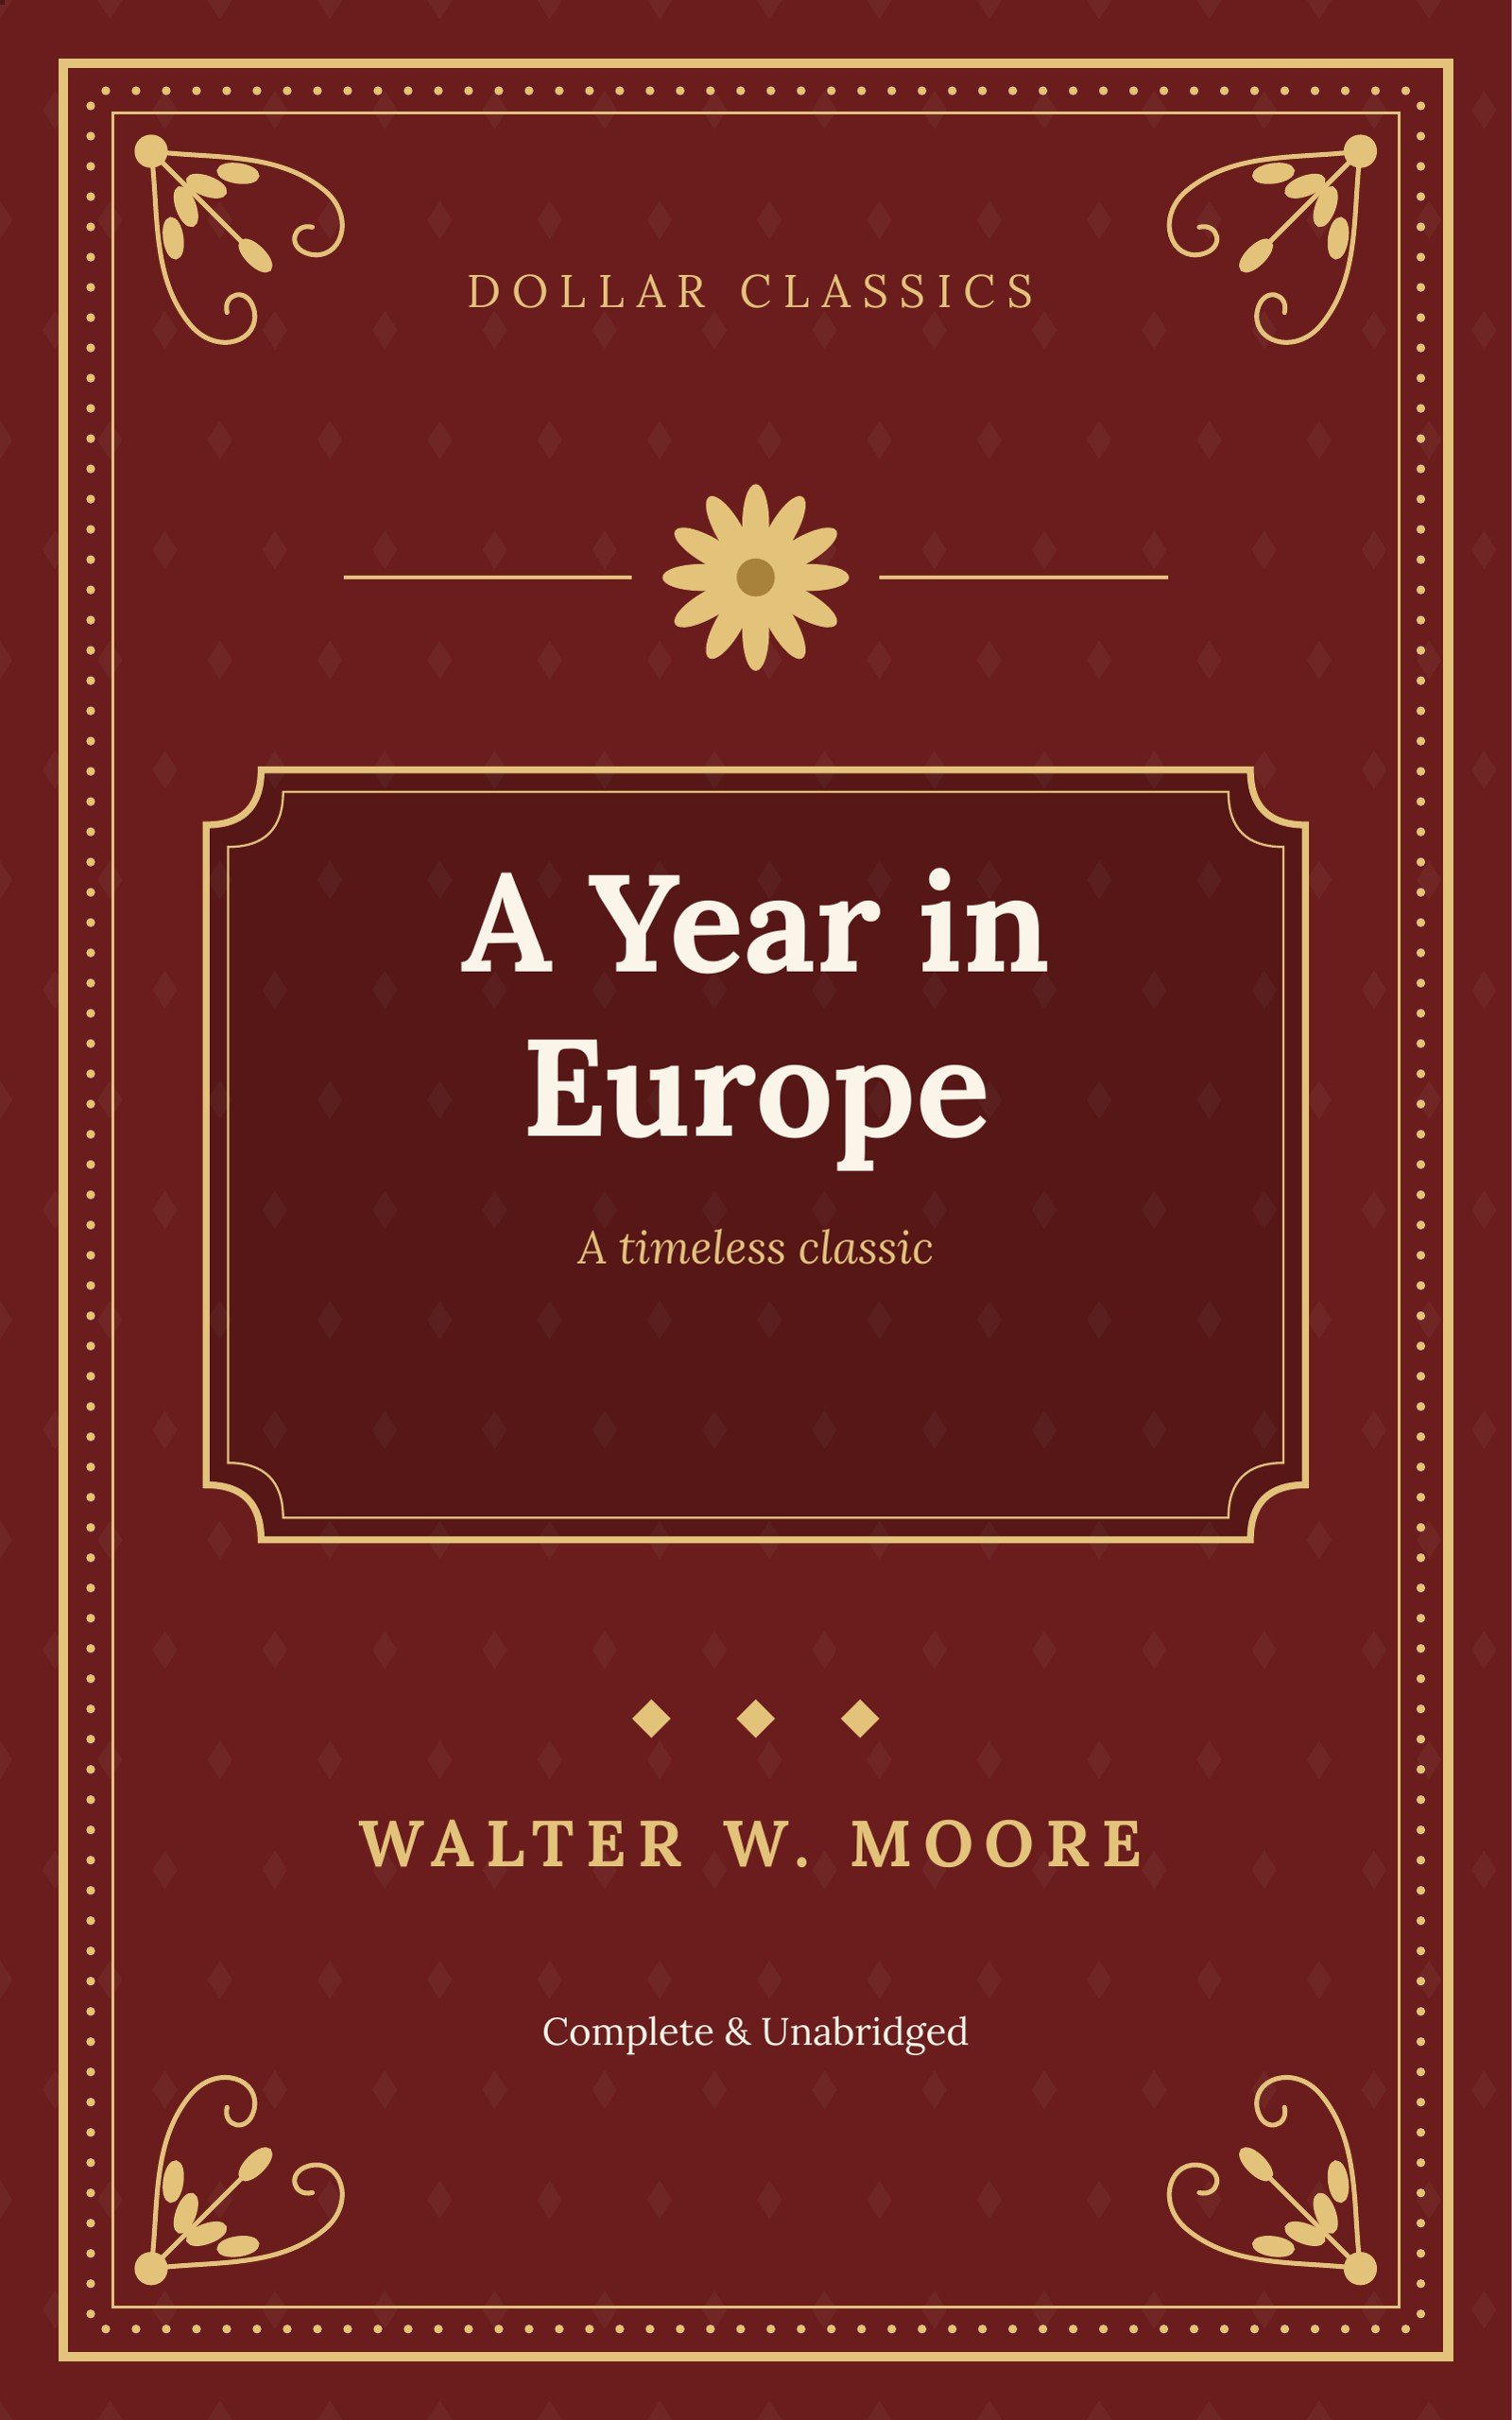 DOLLAR CLASSICS
A Year in
Europe
A timeless classic
WALTER W. MOORE
Complete & Unabridged